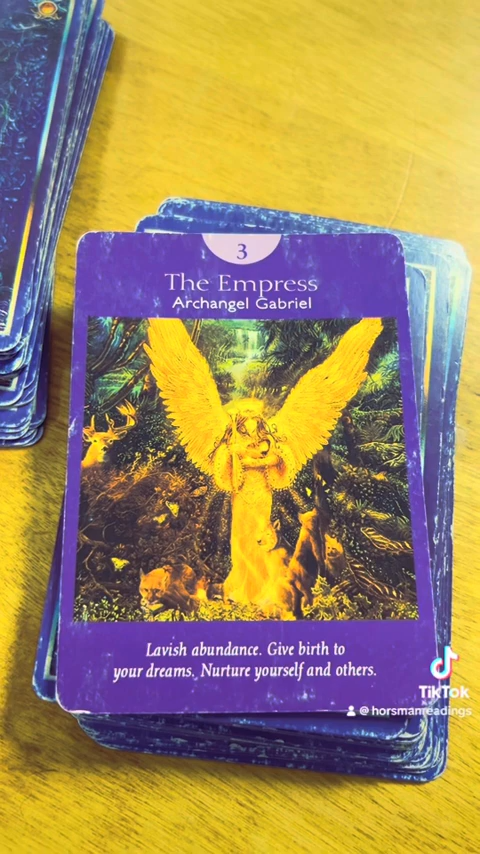 3
The Empress
Archangel Gabriel
Lavish abundance. Give birth to
your dreams. Nurture yourself and others.
TikTok
@horsmanreadings